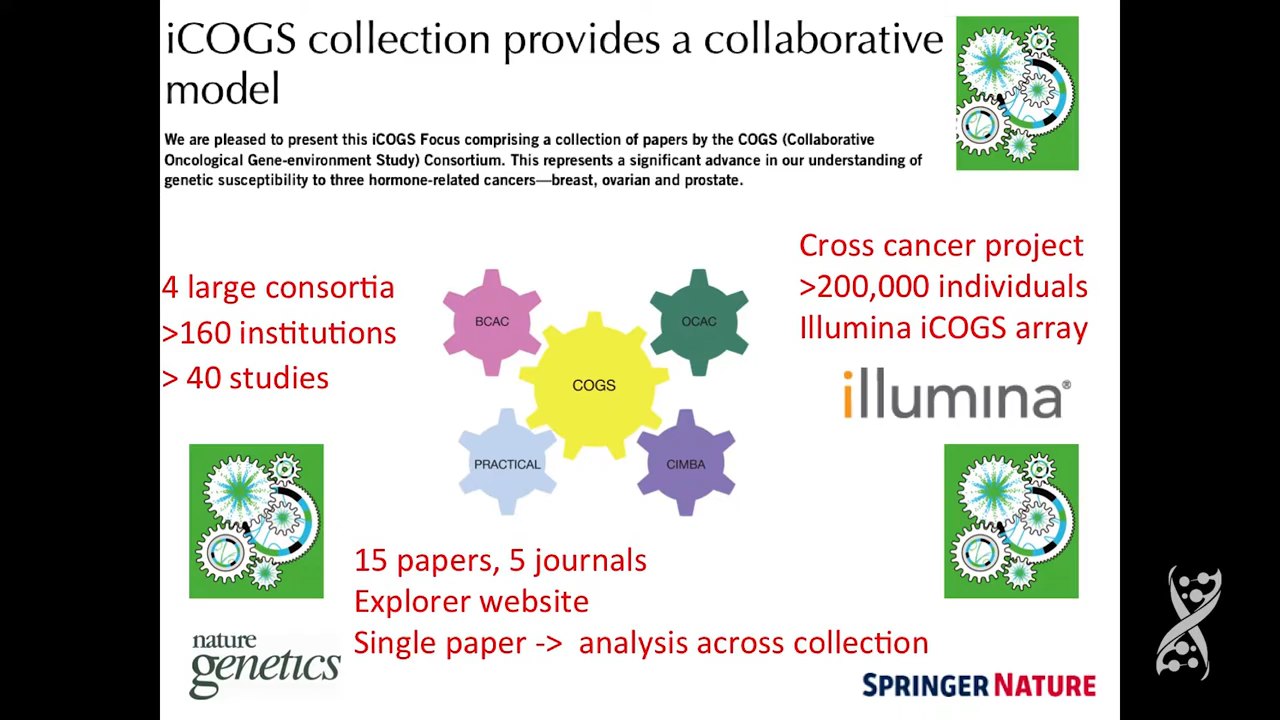 iCOGS collection provides a collaborative
model
We are pleased to present this iCOGS Focus comprising a collection of papers by the COGS (Collaborative
Oncological Gene-environment Study) Consortium. This represents a significant advance in our understanding of
genetic susceptibility to three hormone-related cancers—breast, ovarian and prostate.
4 large consortia
>160 institutions
> 40 studies
BCAC
OCAC
COGS
PRACTICAL
CIMBA
Cross cancer project
>200,000 individuals
Illumina iCOGS array
illumina®
15 papers, 5 journals
Explorer website
Single paper -> analysis across collection
nature
genetics
SPRINGER NATURE